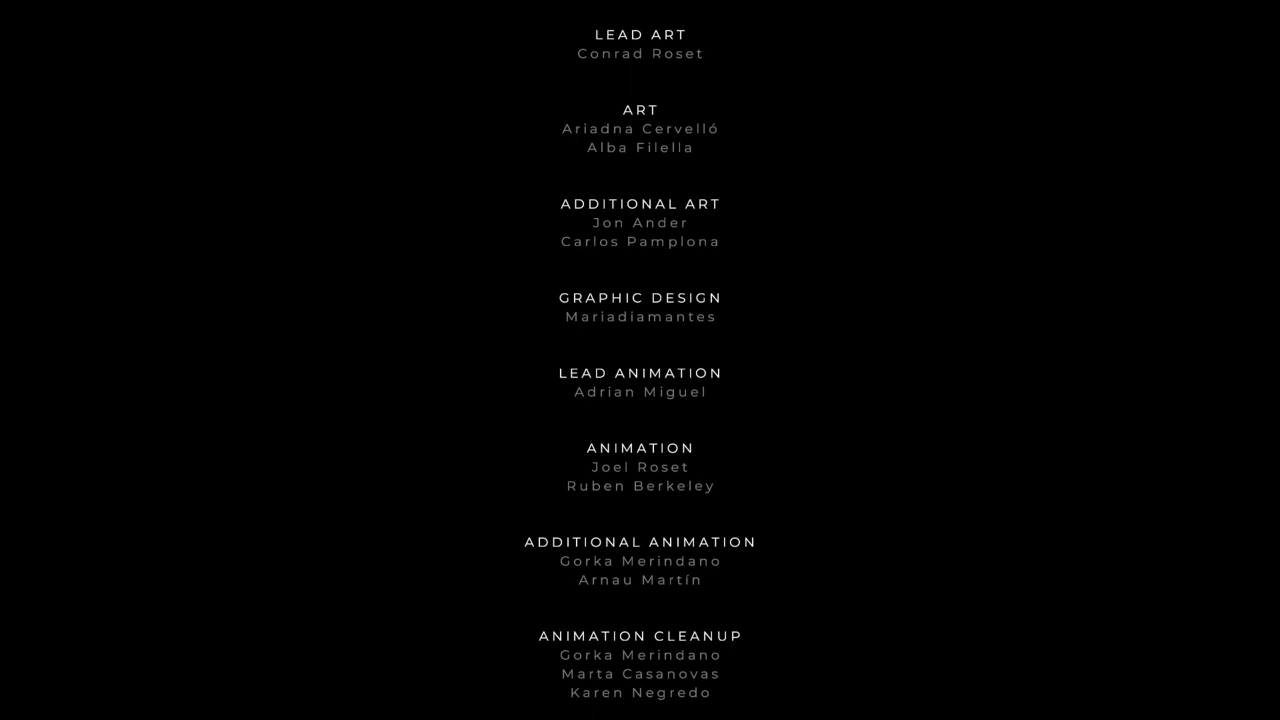 LEAD ART
Conrad Roset
ART
Ariadna Cervelló
Alba Filella
ADDITIONAL ART
Jon Ander
Carlos Pamplona
GRAPHIC DESIGN
Mariadiamantes
LEAD ANIMATION
Adrian Miguel
ANIMATION
Joel Roset
Ruben Berkeley
ADDITIONAL ANIMATION
Gorka Merindano
Arnau Martín
ANIMATION CLEANUP
Gorka Merindano
Marta Casanovas
Karen Negredo